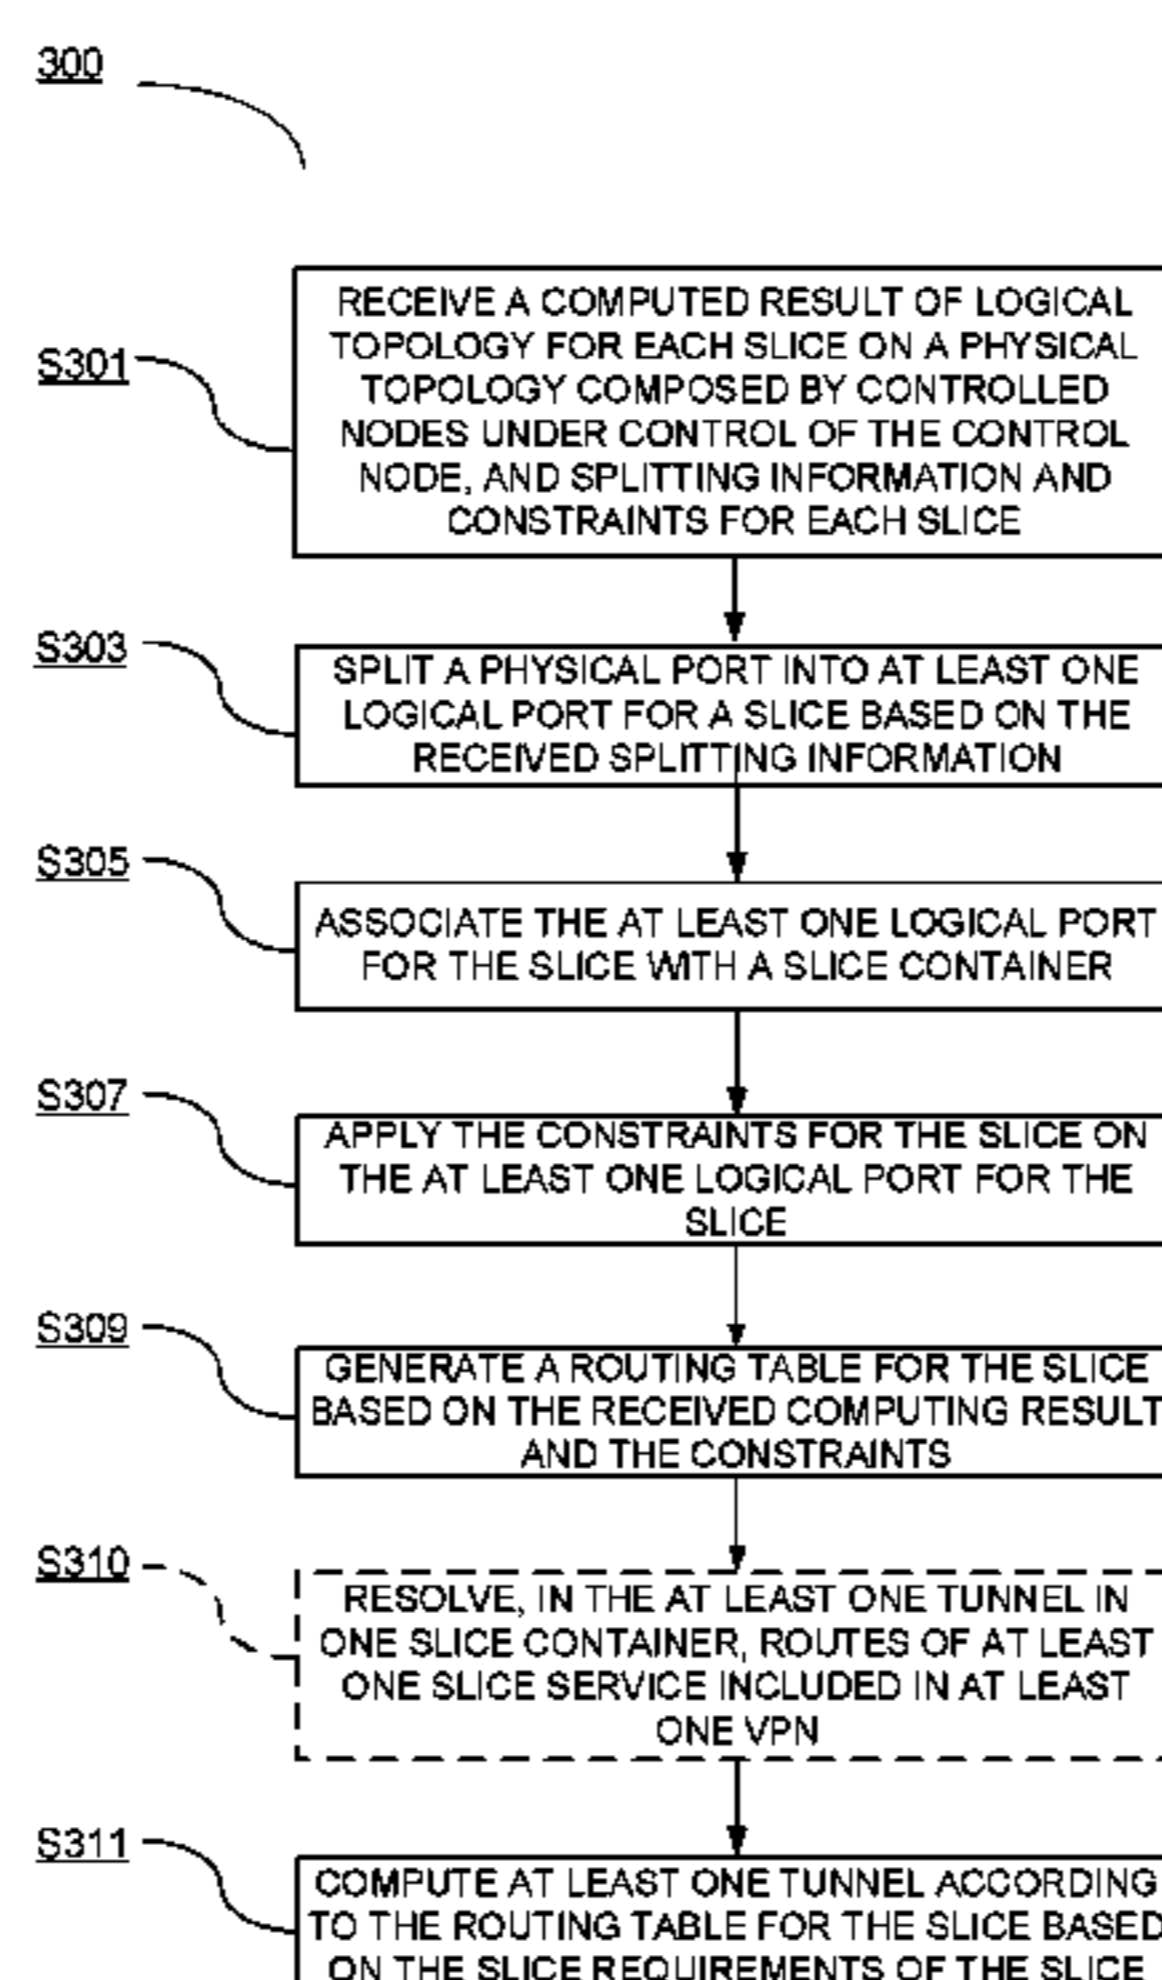 300
S301
RECEIVE A COMPUTED RESULT OF LOGICAL
TOPOLOGY FOR EACH SLICE ON A PHYSICAL
TOPOLOGY COMPOSED BY CONTROLLED
NODES UNDER CONTROL OF THE CONTROL
NODE, AND SPLITTING INFORMATION AND
CONSTRAINTS FOR EACH SLICE
S303
SPLIT A PHYSICAL PORT INTO AT LEAST ONE
LOGICAL PORT FOR A SLICE BASED ON THE
RECEIVED SPLITTING INFORMATION
S305
ASSOCIATE THE AT LEAST ONE LOGICAL PORT
FOR THE SLICE WITH A SLICE CONTAINER
S307
APPLY THE CONSTRAINTS FOR THE SLICE ON
THE AT LEAST ONE LOGICAL PORT FOR THE
SLICE
S309
GENERATE A ROUTING TABLE FOR THE SLICE
BASED ON THE RECEIVED COMPUTING RESULT
AND THE CONSTRAINTS
S310
RESOLVE, IN THE AT LEAST ONE TUNNEL IN
ONE SLICE CONTAINER, ROUTES OF AT LEAST
ONE SLICE SERVICE INCLUDED IN AT LEAST
ONE VPN
S311
COMPUTE AT LEAST ONE TUNNEL ACCORDING
TO THE ROUTING TABLE FOR THE SLICE BASED
ON THE SLICE REQUIREMENTS OF THE SLICE